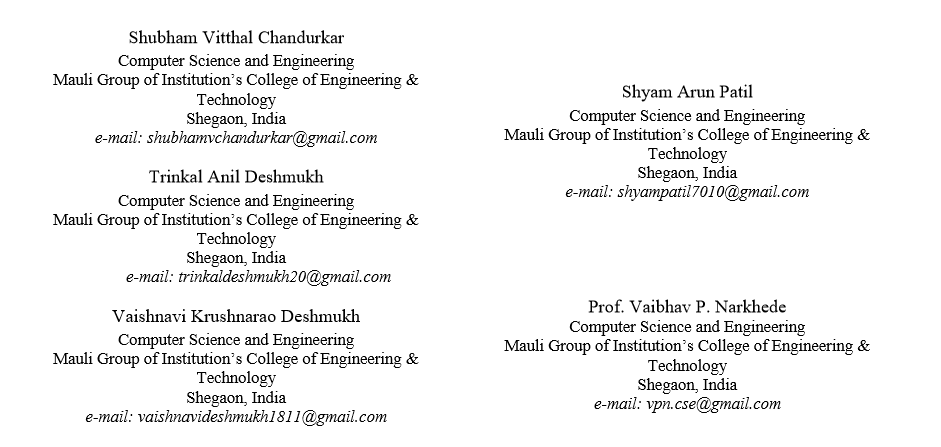 Shubham Vitthal Chandurkar
Computer Science and Engineering
Mauli Group of Institution’s College of Engineering &
Technology
Shegaon, India
e-mail: shubhamvchandurkar@gmail.com
Trinkal Anil Deshmukh
Computer Science and Engineering
Mauli Group of Institution’s College of Engineering &
Technology
Shegaon, India
e-mail: trinkaldeshmukh20@gmail.com
Vaishnavi Krushnarao Deshmukh
Computer Science and Engineering
Mauli Group of Institution’s College of Engineering &
Technology
Shegaon, India
e-mail: vaishnavideshmukh1811@gmail.com
Shyam Arun Patil
Computer Science and Engineering
Mauli Group of Institution’s College of Engineering &
Technology
Shegaon, India
e-mail: shyampatil7010@gmail.com
Prof. Vaibhav P. Narkhede
Computer Science and Engineering
Mauli Group of Institution’s College of Engineering &
Technology
Shegaon, India
e-mail: vpn.cse@gmail.com